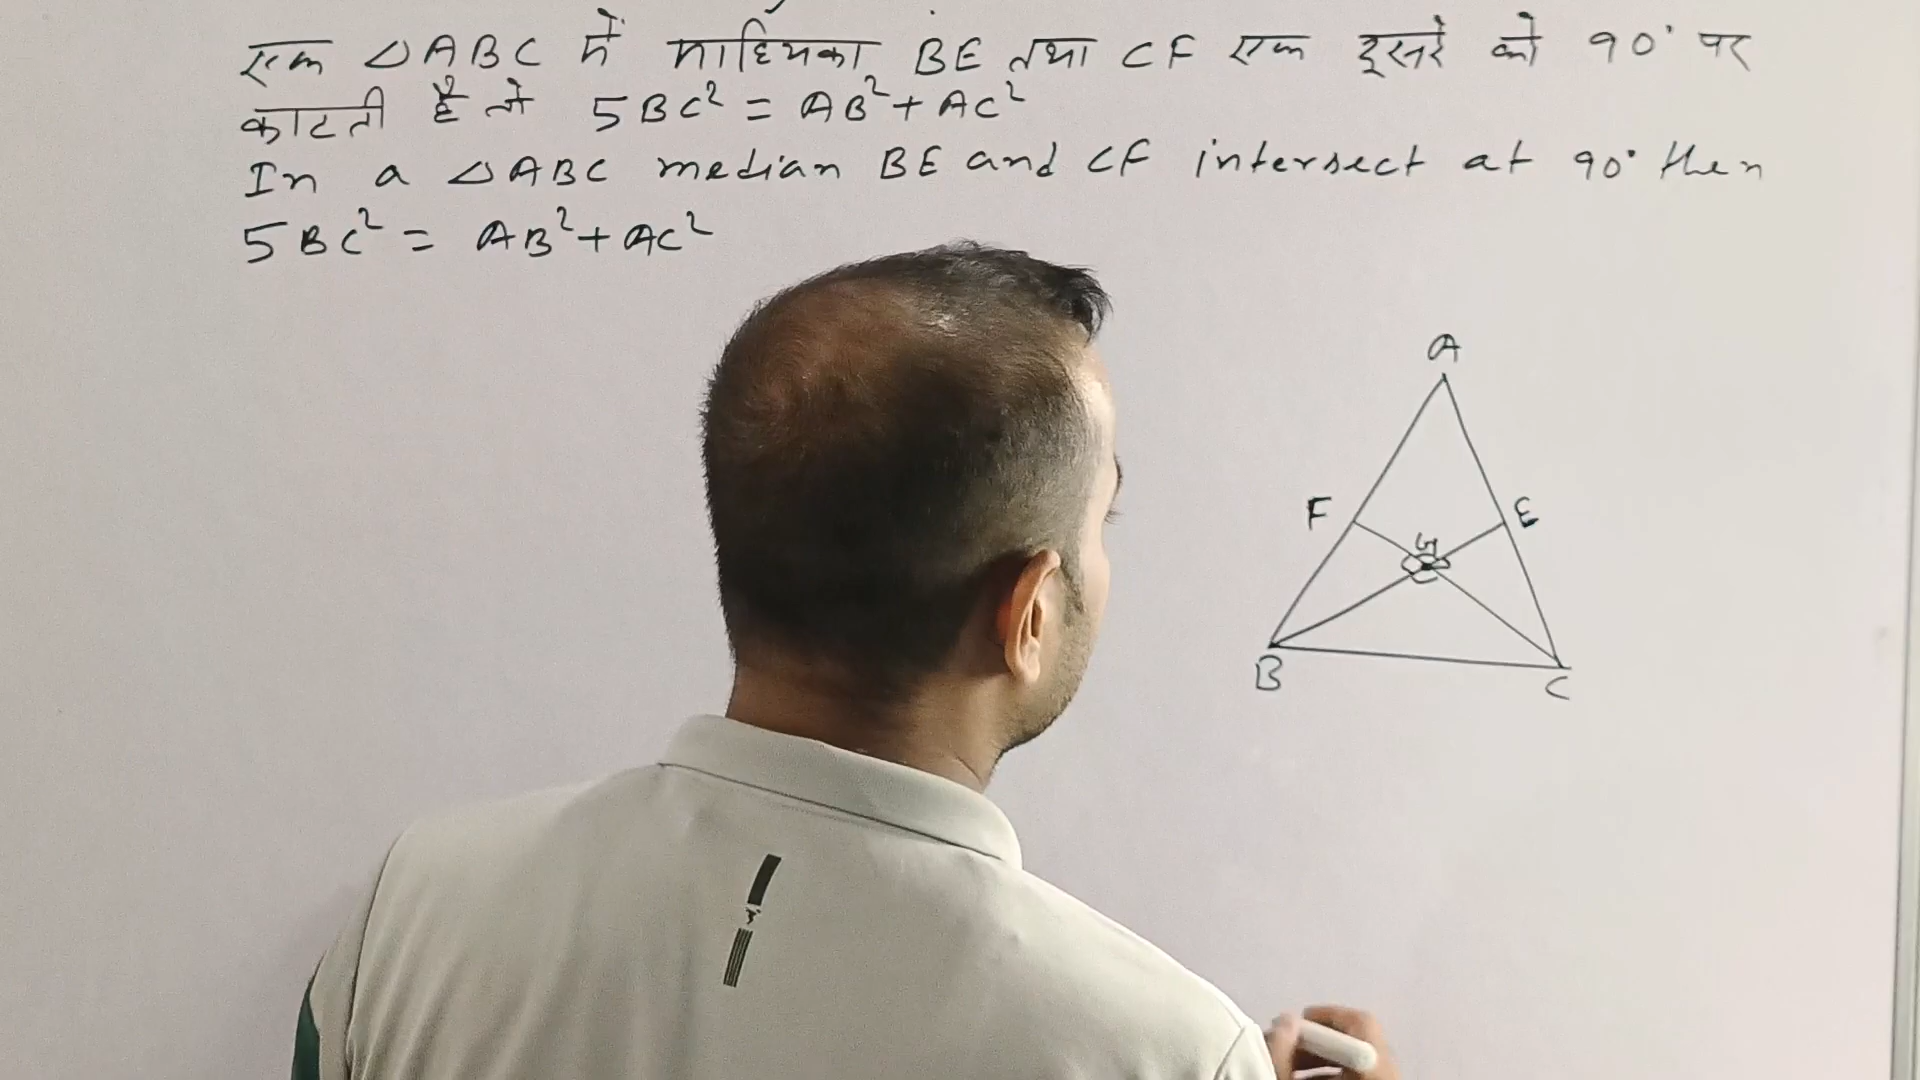 एक △ABC में माध्यिका BE तथा CF एक दूसरे को 90° पर
काटती है तो 5BC² = AB² + AC²
In a △ABC median BE and CF intersect at 90° then
5BC² = AB² + AC²
A
F
E
G
B
C